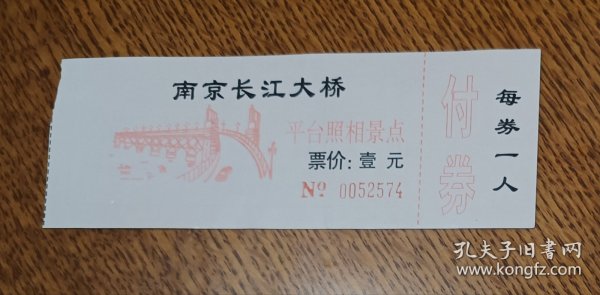 南京长江大桥
平台照相景点
票价：壹元
Nº 0052574
付券
每券一人
孔夫子旧书网
www.kongfz.com